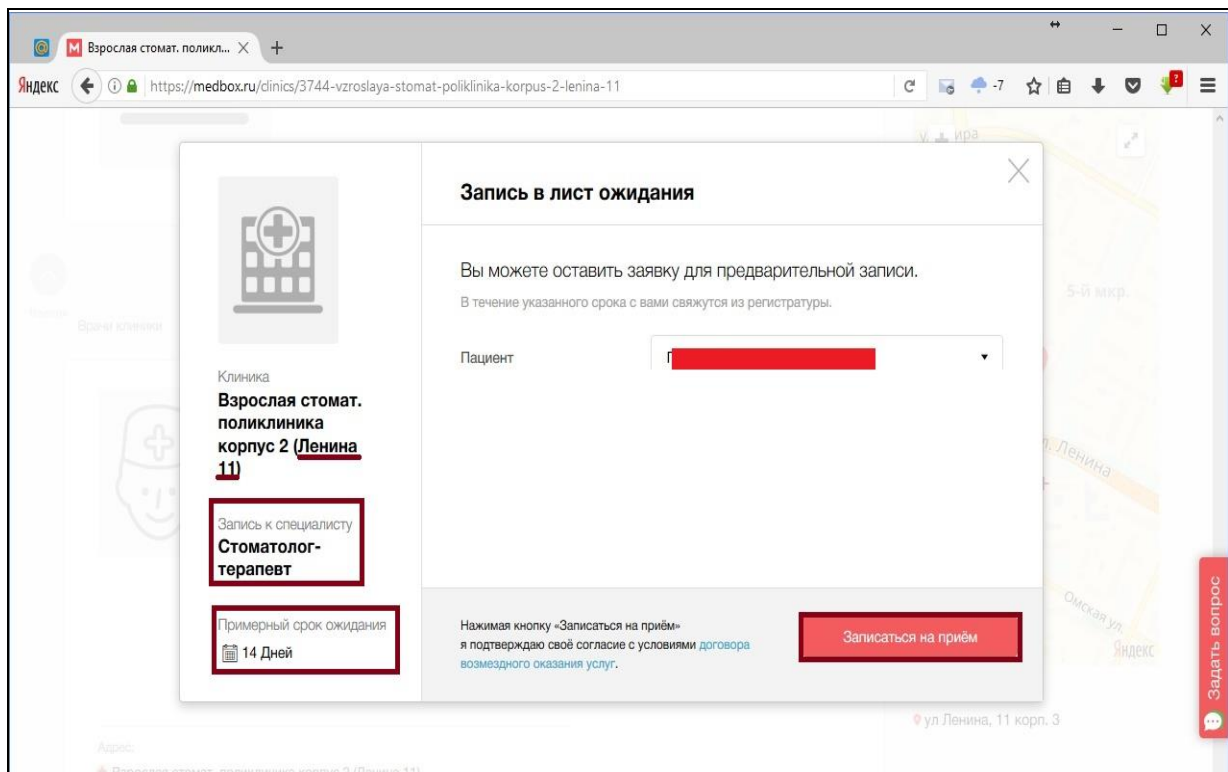 Взрослая стомат. поликл...
Яндекс
https://medbox.ru/clinics/3744-vzroslaya-stomat-poliklinika-korpus-2-lenina-11
-7
?
Запись в лист ожидания
Вы можете оставить заявку для предварительной записи.
В течение указанного срока с вами свяжутся из регистратуры.
Пациент
Клиника
Взрослая стомат.
поликлиника
корпус 2 (Ленина
11)
Запись к специалисту
Стоматолог-
терапевт
Примерный срок ожидания
14 Дней
Нажимая кнопку «Записаться на приём»
я подтверждаю своё согласие с условиями договора
возмездного оказания услуг.
Записаться на приём
Врачи клиники
5-й мкр.
Ленина
Омская ул.
Яндекс
Задать вопрос
ул Ленина, 11 корп. 3
Адрес:
Взрослая стомат. поликлиника корпус 2 (Ленина 11)